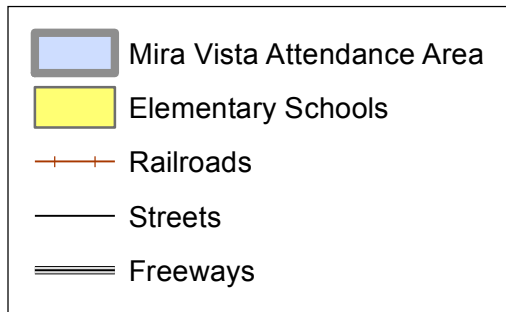 Mira Vista Attendance Area
Elementary Schools
Railroads
Streets
Freeways